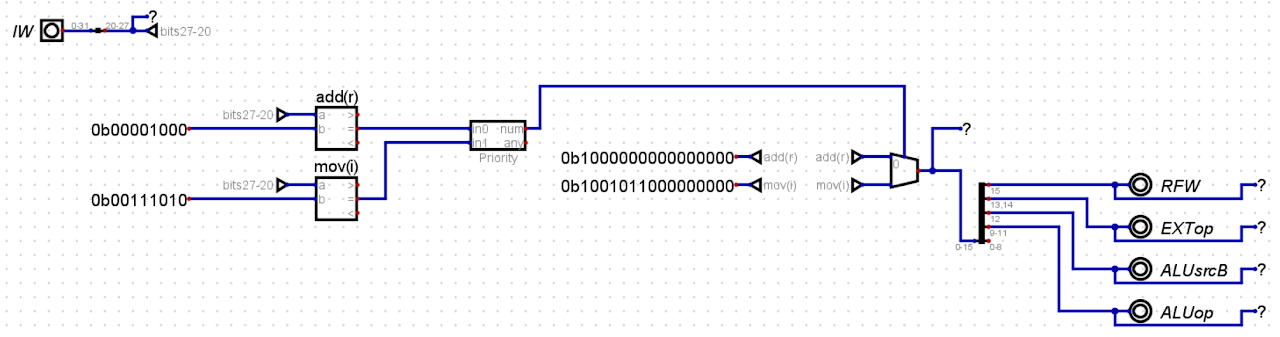 ?
IW 0-31 20-27 bits27-20
add(r)
bits27-20 a >
0b00001000 b = in0 num ?
< in1 any
mov(i) Priority 0b1000000000000000 add(r) add(r) 0
bits27-20 a > 0b1001011000000000 mov(i) mov(i) RFW ?
0b00111010 b = 15
< 13,14
12 EXTop ?
9-11
0-15 0-8
ALUsrcB ?
ALUop ?